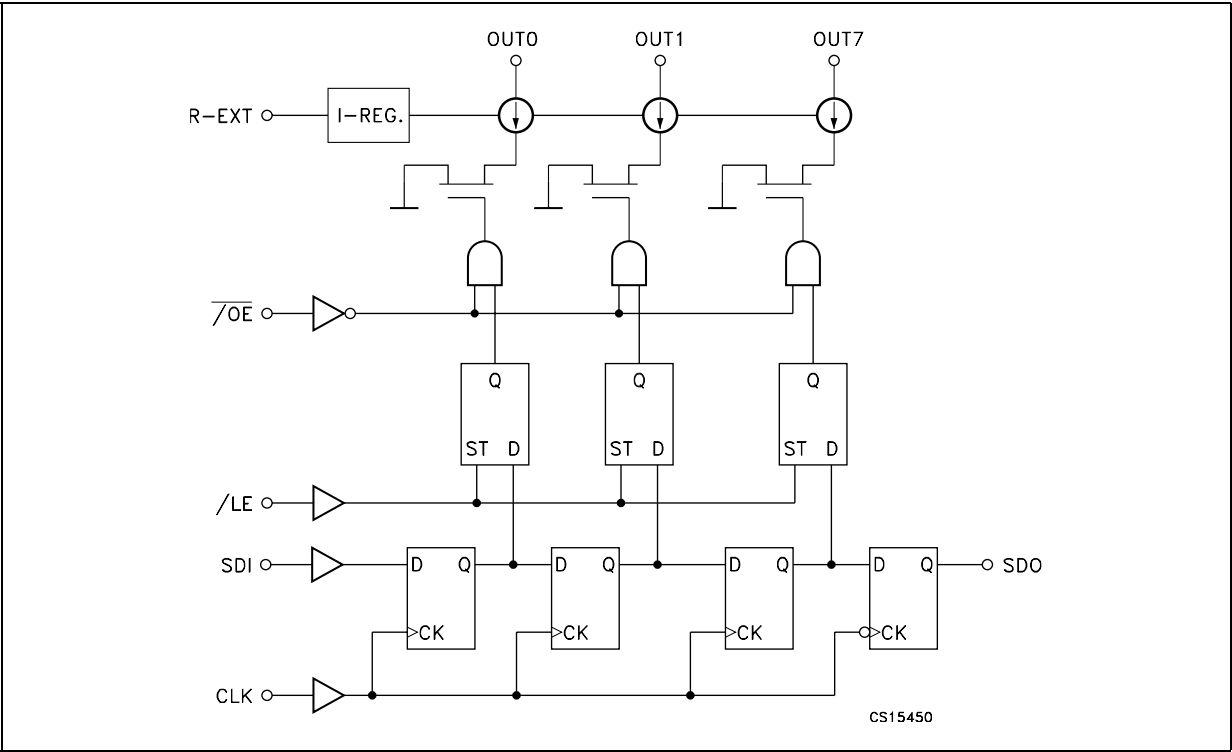 OUT0 OUT1 OUT7
R-EXT I-REG.
/OE
Q Q Q
ST D ST D ST D
/LE
SDI D Q D Q D Q D Q SDO
CK CK CK CK
CLK
CS15450